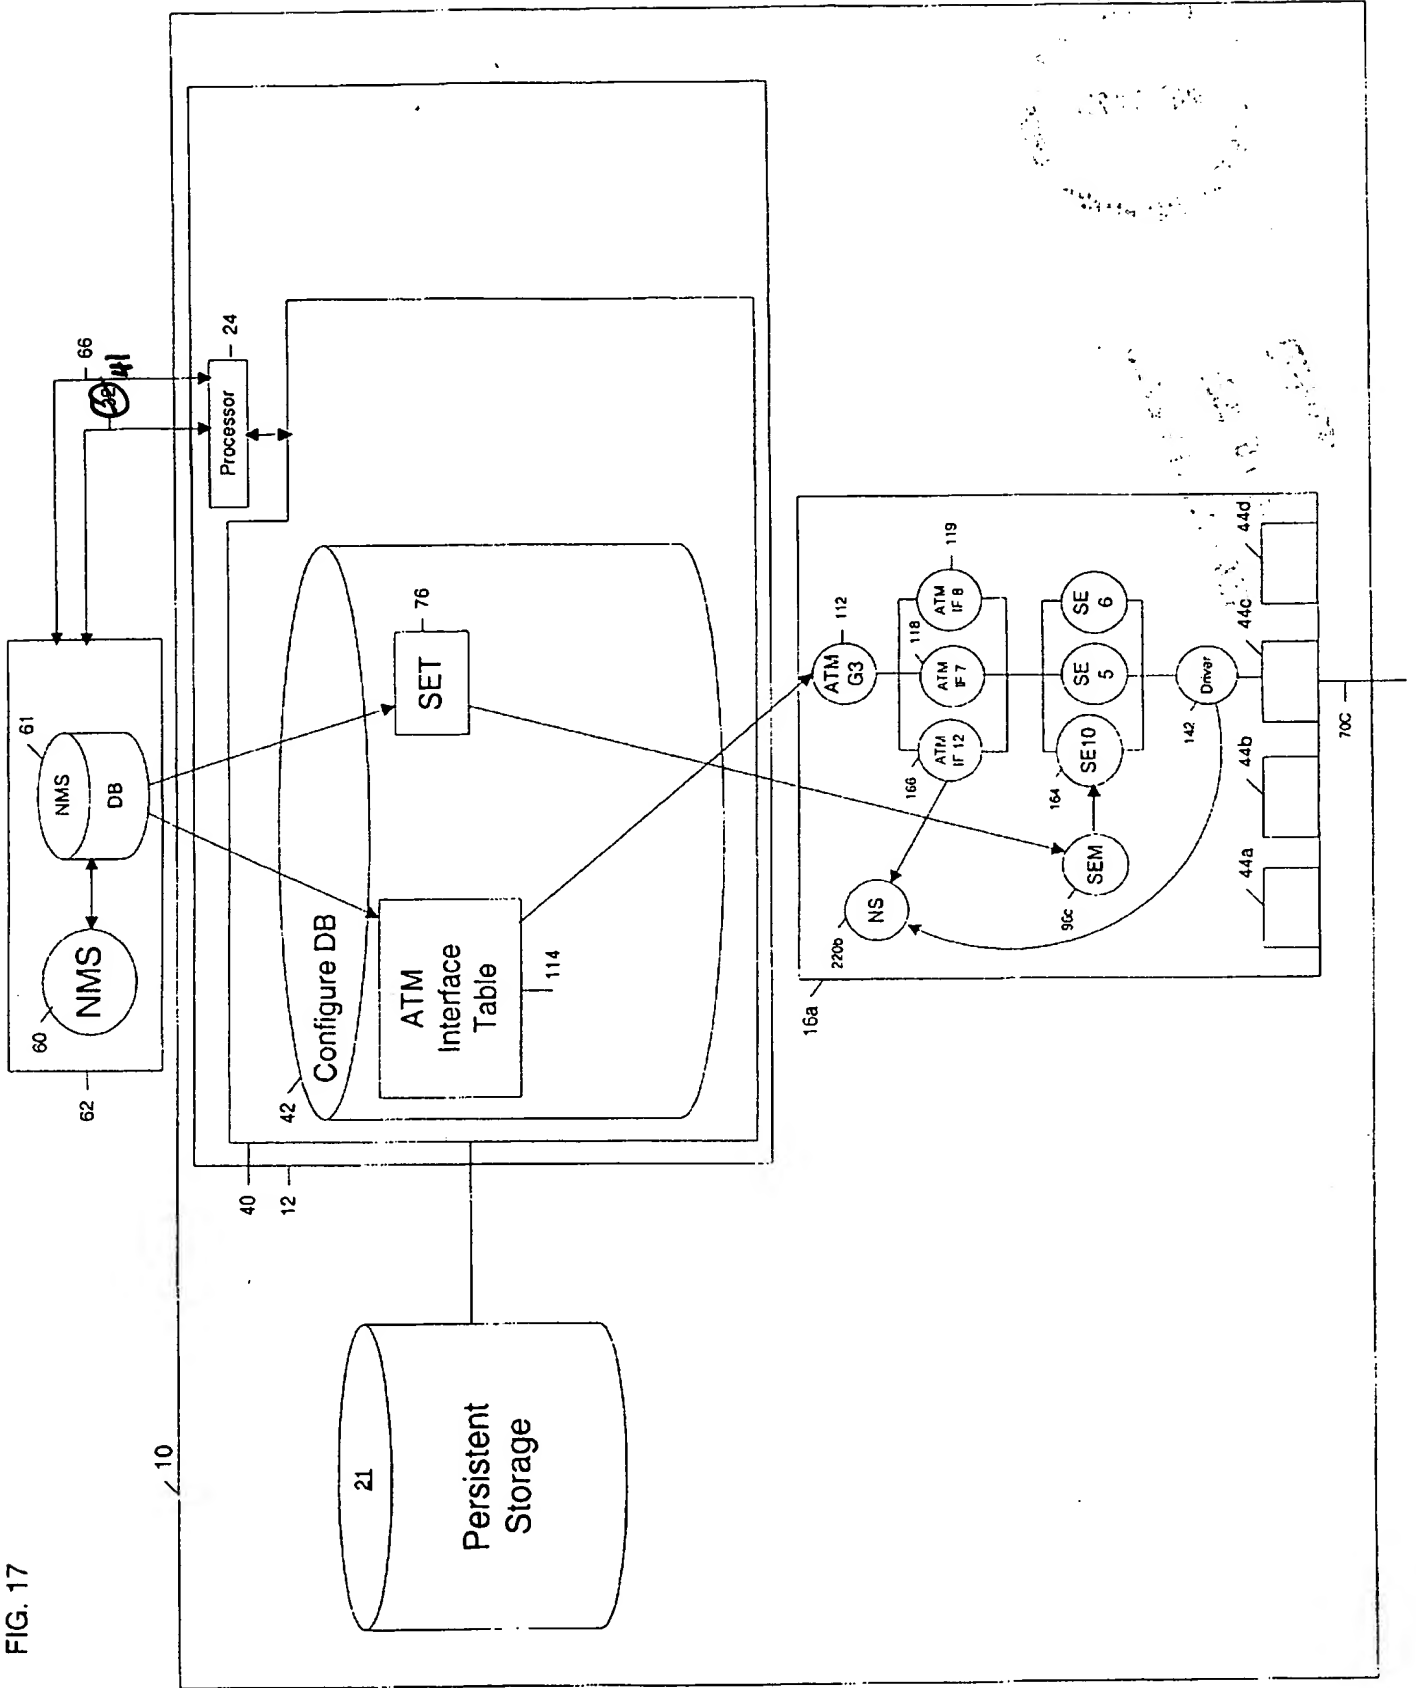 FIG. 17
10
62
60
NMS
NMS
DB
61
66
41
Processor
24
40
12
42
Configure DB
ATM
Interface
Table
114
SET
76
21
Persistent
Storage
16a
ATM
G3
112
ATM
IF 12
166
ATM
IF 7
118
ATM
IF 8
119
NS
220b
SEM
96c
SE10
164
SE
5
SE
6
Driver
142
44a
44b
44c
44d
70C